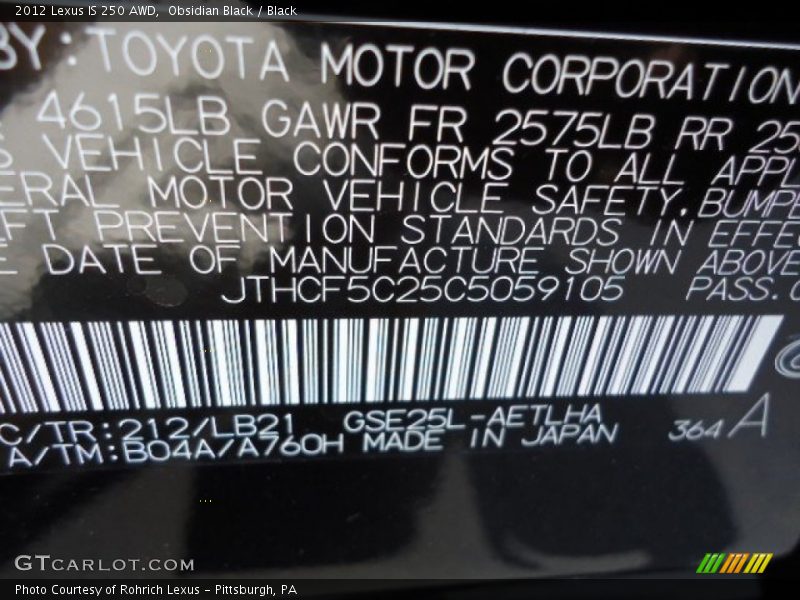 2012 Lexus IS 250 AWD,  Obsidian Black / Black
BY: TOYOTA MOTOR CORPORATION
4615LB GAWR FR 2575LB RR 25
VEHICLE CONFORMS TO ALL APPL
ERAL MOTOR VEHICLE SAFETY, BUMPE
FT PREVENTION STANDARDS IN EFFE
E DATE OF MANUFACTURE SHOWN ABOVE
JTHCF5C25C5059105 PASS.C
C/TR:212/LB21 GSE25L-AETLHA
A/TM:B04A/A760H MADE IN JAPAN 364 A
GTCARLOT.COM
Photo Courtesy of Rohrich Lexus - Pittsburgh, PA